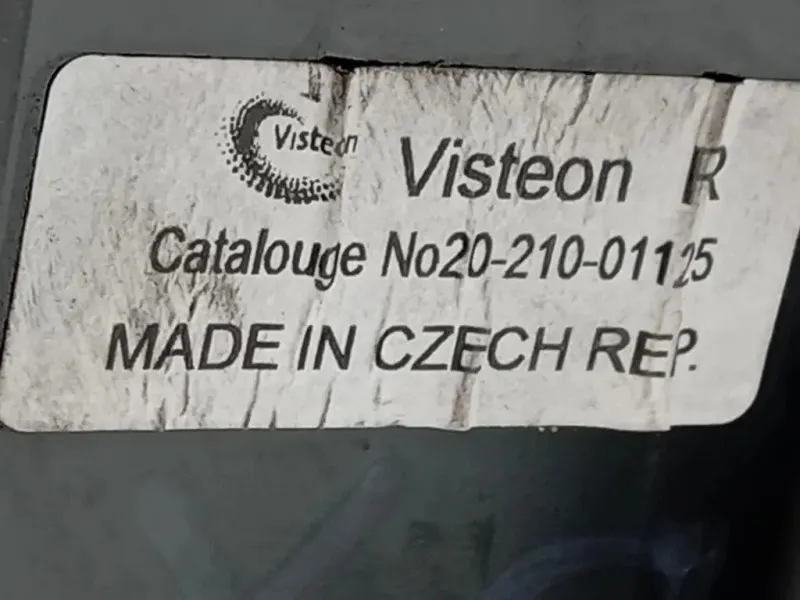 Visteon
Visteon R
Catalouge No20-210-01125
MADE IN CZECH REP.